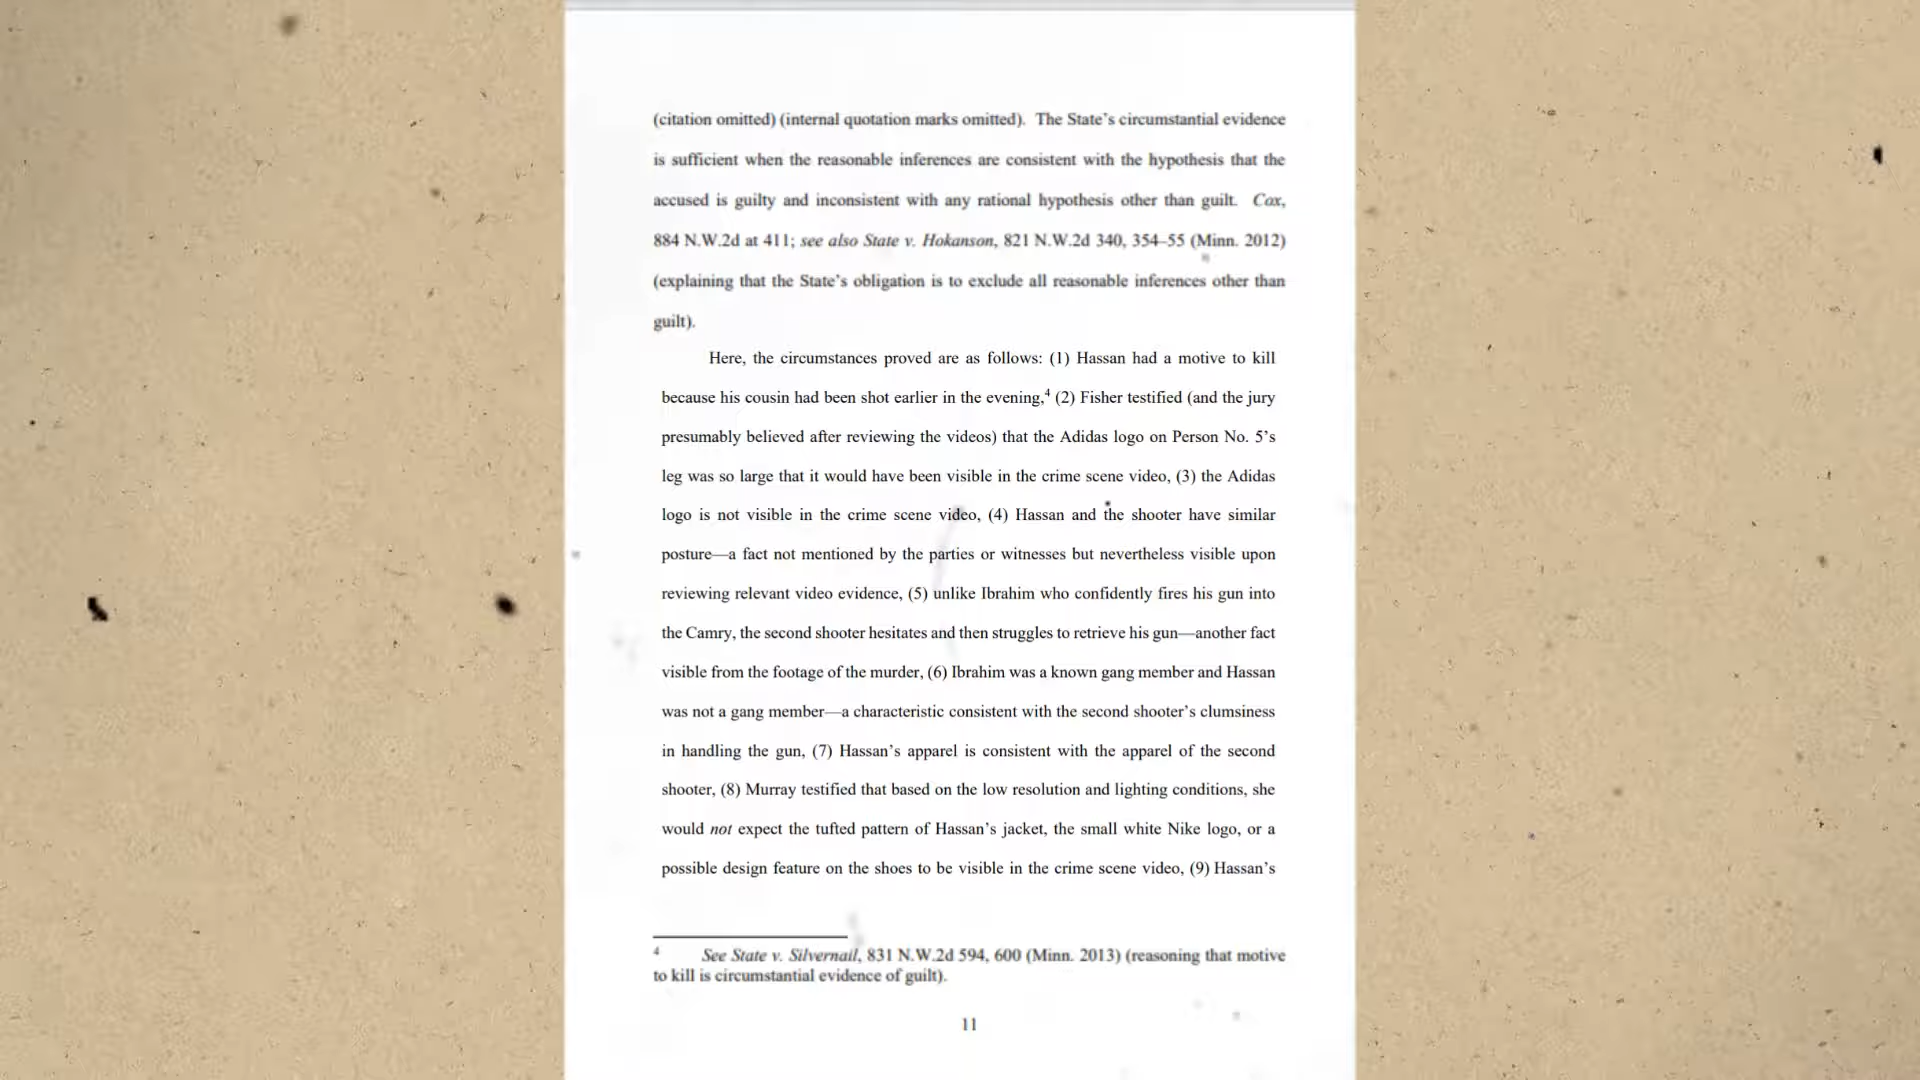 (citation omitted) (internal quotation marks omitted). The State’s circumstantial evidence
is sufficient when the reasonable inferences are consistent with the hypothesis that the
accused is guilty and inconsistent with any rational hypothesis other than guilt. Cox,
884 N.W.2d at 411; see also State v. Hokanson, 821 N.W.2d 340, 354–55 (Minn. 2012)
(explaining that the State’s obligation is to exclude all reasonable inferences other than
guilt).
Here, the circumstances proved are as follows: (1) Hassan had a motive to kill
because his cousin had been shot earlier in the evening,⁴ (2) Fisher testified (and the jury
presumably believed after reviewing the videos) that the Adidas logo on Person No. 5’s
leg was so large that it would have been visible in the crime scene video, (3) the Adidas
logo is not visible in the crime scene video, (4) Hassan and the shooter have similar
posture—a fact not mentioned by the parties or witnesses but nevertheless visible upon
reviewing relevant video evidence, (5) unlike Ibrahim who confidently fires his gun into
the Camry, the second shooter hesitates and then struggles to retrieve his gun—another fact
visible from the footage of the murder, (6) Ibrahim was a known gang member and Hassan
was not a gang member—a characteristic consistent with the second shooter’s clumsiness
in handling the gun, (7) Hassan’s apparel is consistent with the apparel of the second
shooter, (8) Murray testified that based on the low resolution and lighting conditions, she
would not expect the tufted pattern of Hassan’s jacket, the small white Nike logo, or a
possible design feature on the shoes to be visible in the crime scene video, (9) Hassan’s
⁴ See State v. Silvernail, 831 N.W.2d 594, 600 (Minn. 2013) (reasoning that motive
to kill is circumstantial evidence of guilt).
11